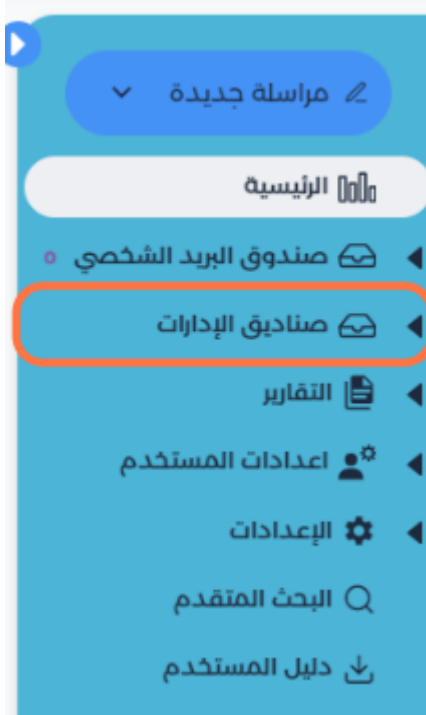 مراسلة جديدة
الرئيسية
صندوق البريد الشخصي
صناديق الإدارات
التقارير
اعدادات المستخدم
الإعدادات
البحث المتقدم
دليل المستخدم